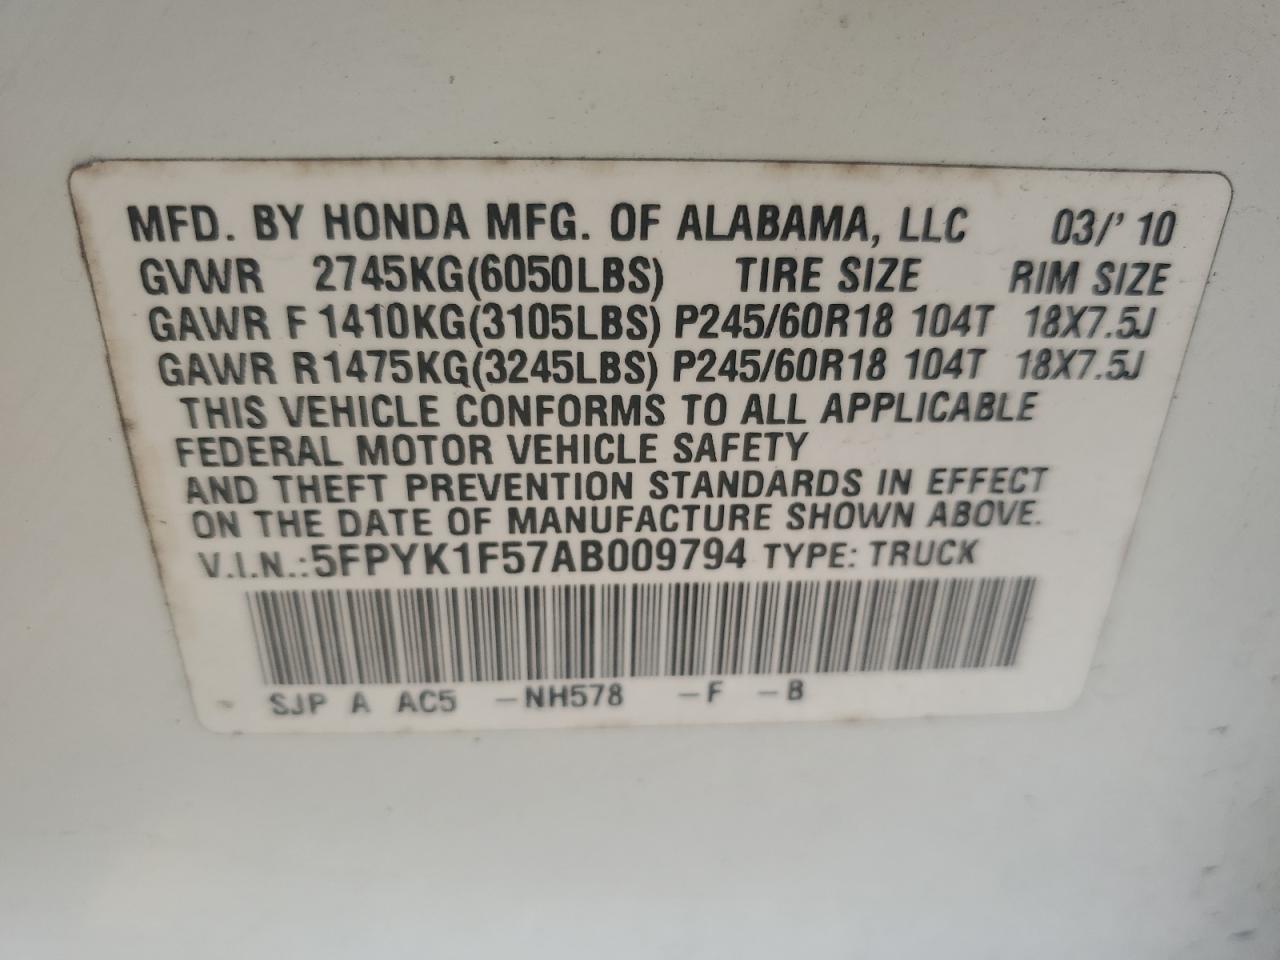 MFD. BY HONDA MFG. OF ALABAMA, LLC 03/' 10
GVWR 2745KG(6050LBS) TIRE SIZE RIM SIZE
GAWR F 1410KG(3105LBS) P245/60R18 104T 18X7.5J
GAWR R1475KG(3245LBS) P245/60R18 104T 18X7.5J
THIS VEHICLE CONFORMS TO ALL APPLICABLE
FEDERAL MOTOR VEHICLE SAFETY
AND THEFT PREVENTION STANDARDS IN EFFECT
ON THE DATE OF MANUFACTURE SHOWN ABOVE.
V.I.N.:5FPYK1F57AB009794 TYPE: TRUCK
SJP A AC5 -NH578 -F -B